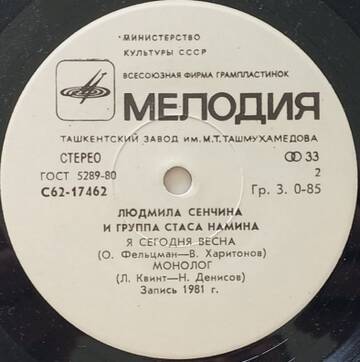 МИНИСТЕРСТВО
КУЛЬТУРЫ СССР
ВСЕСОЮЗНАЯ ФИРМА ГРАМПЛАСТИНОК
МЕЛОДИЯ
ТАШКЕНТСКИЙ ЗАВОД ИМ. М.Т. ТАШМУХАМЕДОВА
СТЕРЕО 33
ГОСТ 5289-80 2
С62-17462 Гр. 3. 0-85
ЛЮДМИЛА СЕНЧИНА
И ГРУППА СТАСА НАМИНА
Я СЕГОДНЯ ВЕСНА
(О. Фельцман—В. Харитонов)
МОНОЛОГ
(Л. Квинт—Н. Денисов)
Запись 1981 г.